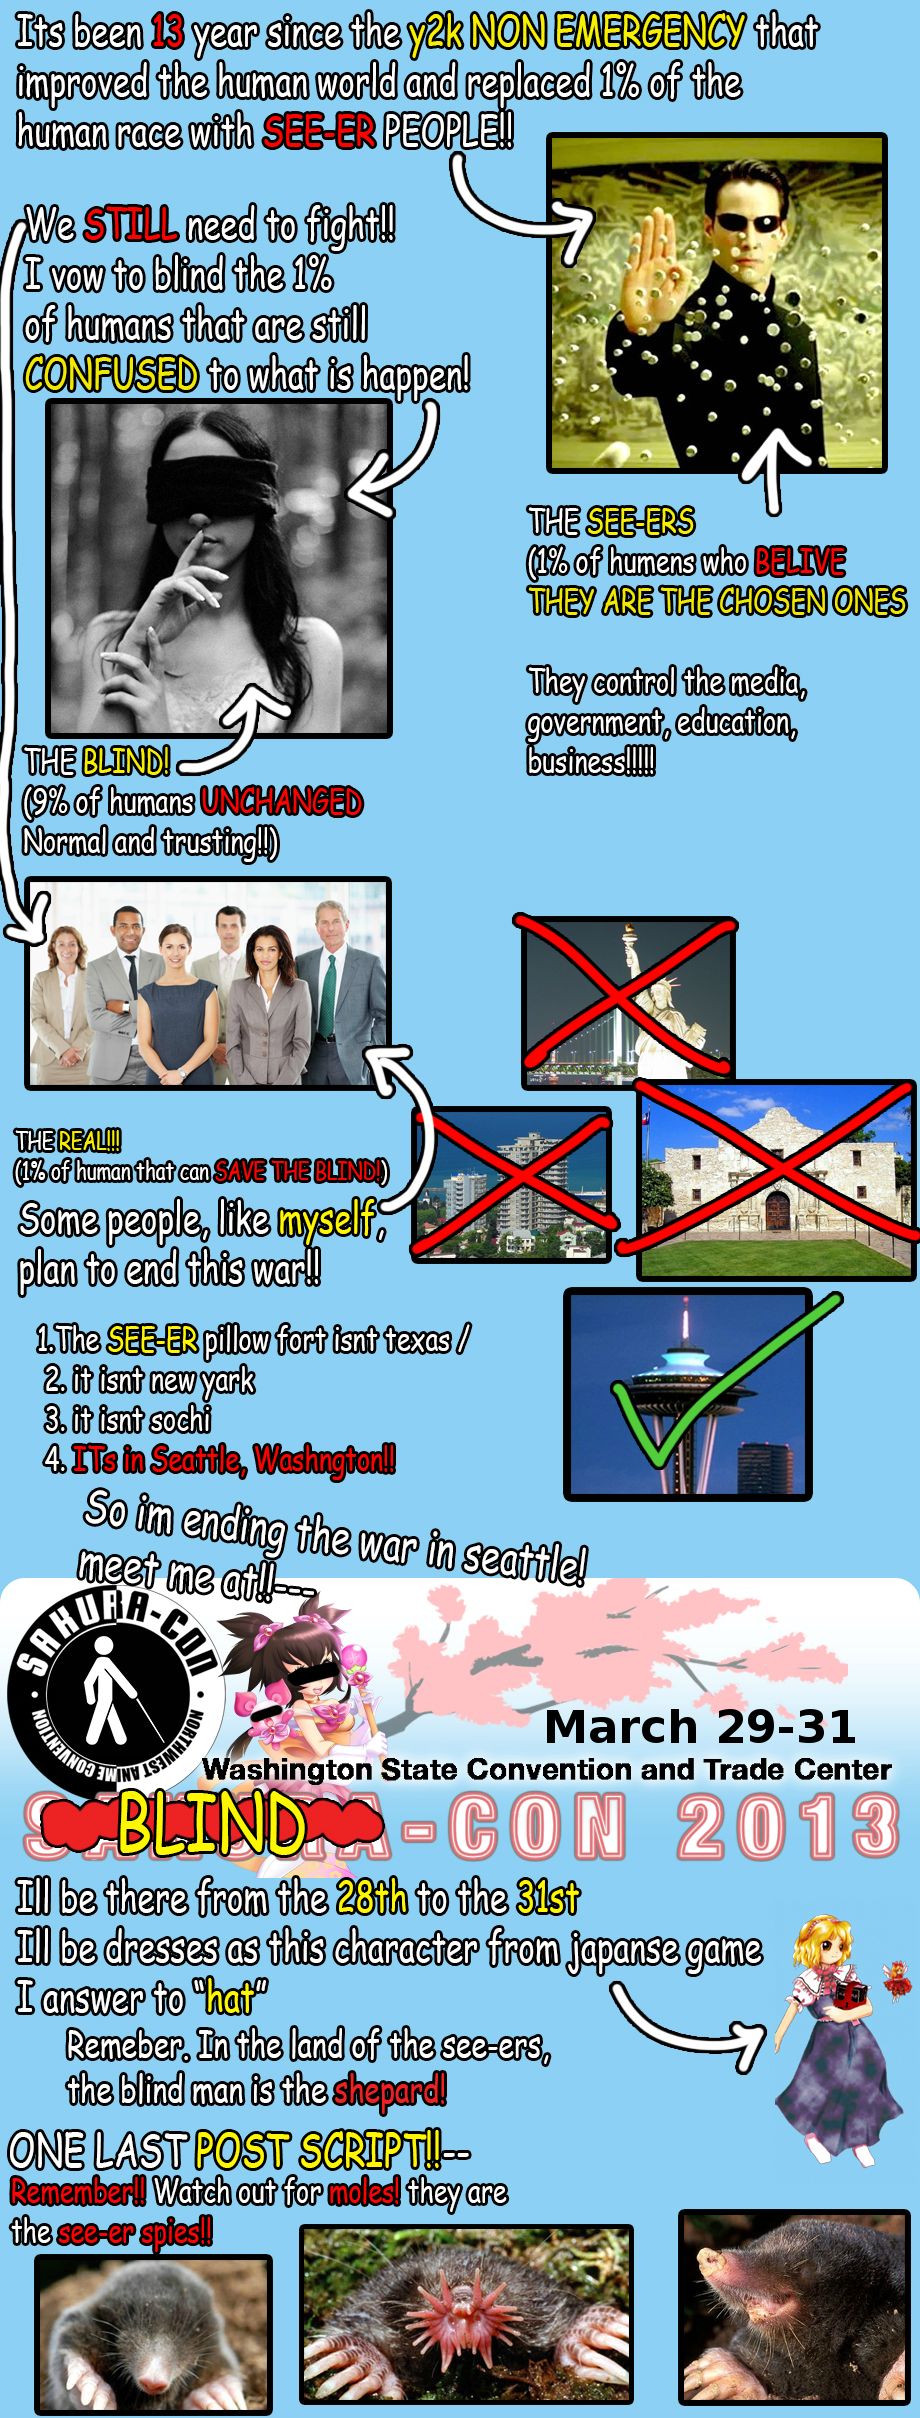 Its been 13 year since the y2k NON EMERGENCY that
improved the human world and replaced 1% of the
human race with SEE-ER PEOPLE!!
We STILL need to fight!!
I vow to blind the 1%
of humans that are still
CONFUSED to what is happen!
THE SEE-ERS
(1% of humens who BELIVE
THEY ARE THE CHOSEN ONES
They control the media,
government, education,
business!!!!!
THE BLIND!
(9% of humans UNCHANGED
Normal and trusting!!)
THE REAL!!!
(1% of human that can SAVE THE BLIND!)
Some people, like myself,
plan to end this war!!
1.The SEE-ER pillow fort isnt texas /
2. it isnt new yark
3. it isnt sochi
4. ITs in Seattle, Washngton!!
So im ending the war in seattle!
meet me at!!---
SAKURA-CON
NORTHWEST ANIME CONVENTION
March 29-31
Washington State Convention and Trade Center
SAKURA-CON 2013
BLIND
Ill be there from the 28th to the 31st
Ill be dresses as this character from japanse game
I answer to “hat”
Remeber. In the land of the see-ers,
the blind man is the shepard!
ONE LAST POST SCRIPT!!--
Remember!! Watch out for moles! they are
the see-er spies!!